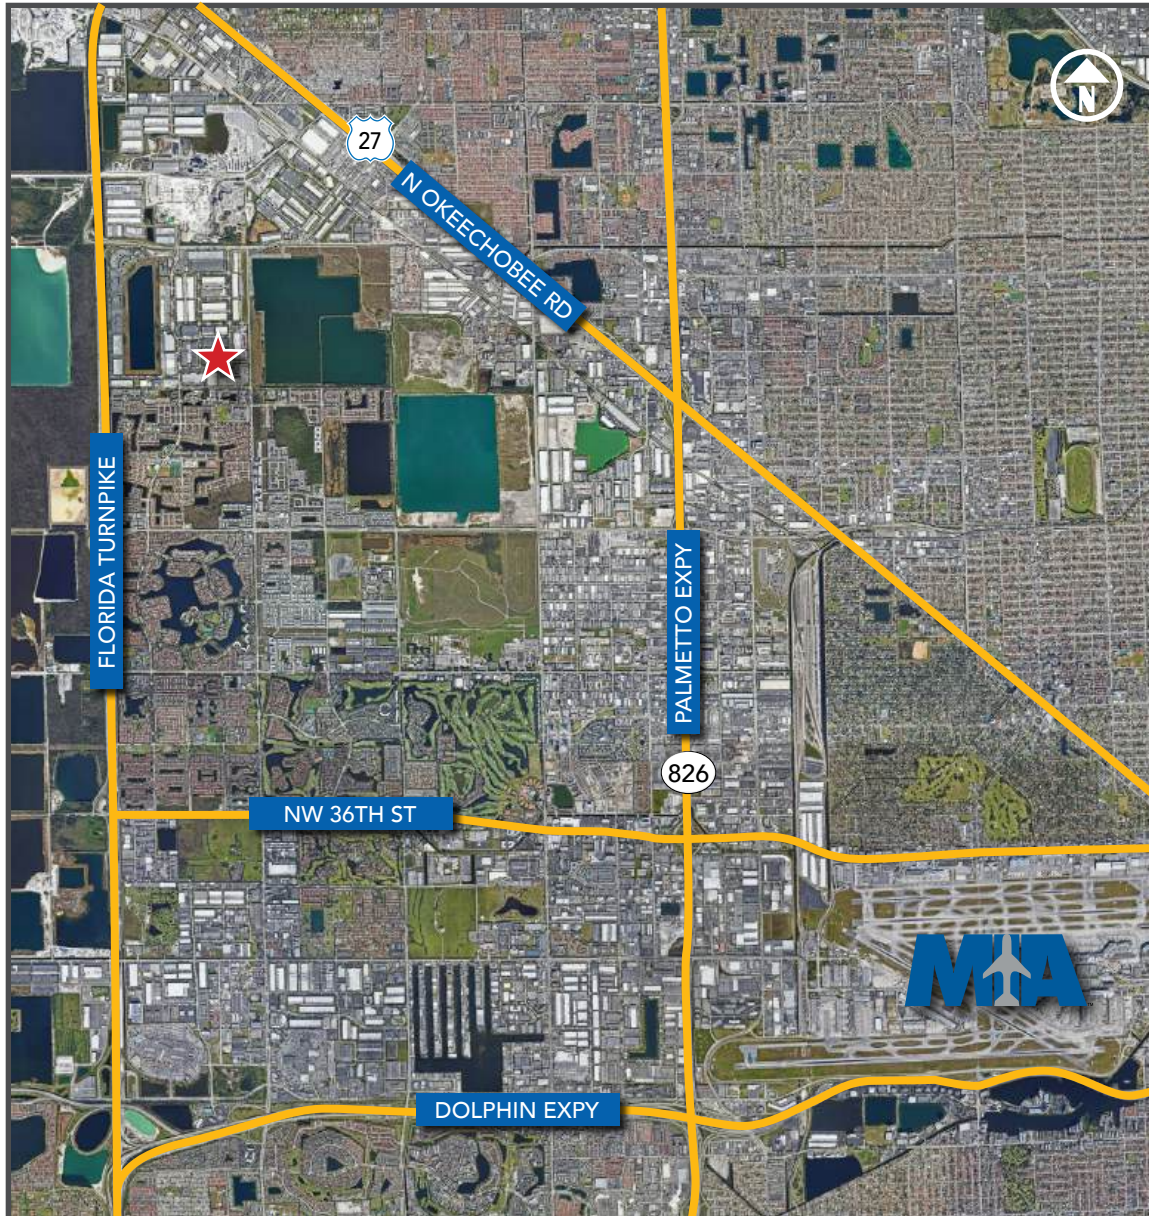 N
27
N OKEECHOBEE RD
FLORIDA TURNPIKE
PALMETTO EXPY
826
NW 36TH ST
MIA
DOLPHIN EXPY